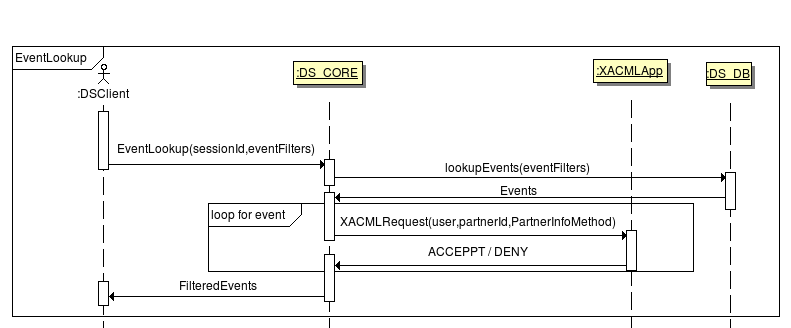 EventLookup
:DSClient
:DS_CORE
:XACMLApp
:DS_DB
EventLookup(sessionId,eventFilters)
lookupEvents(eventFilters)
Events
loop for event
XACMLRequest(user,partnerId,PartnerInfoMethod)
ACCEPPT / DENY
FilteredEvents